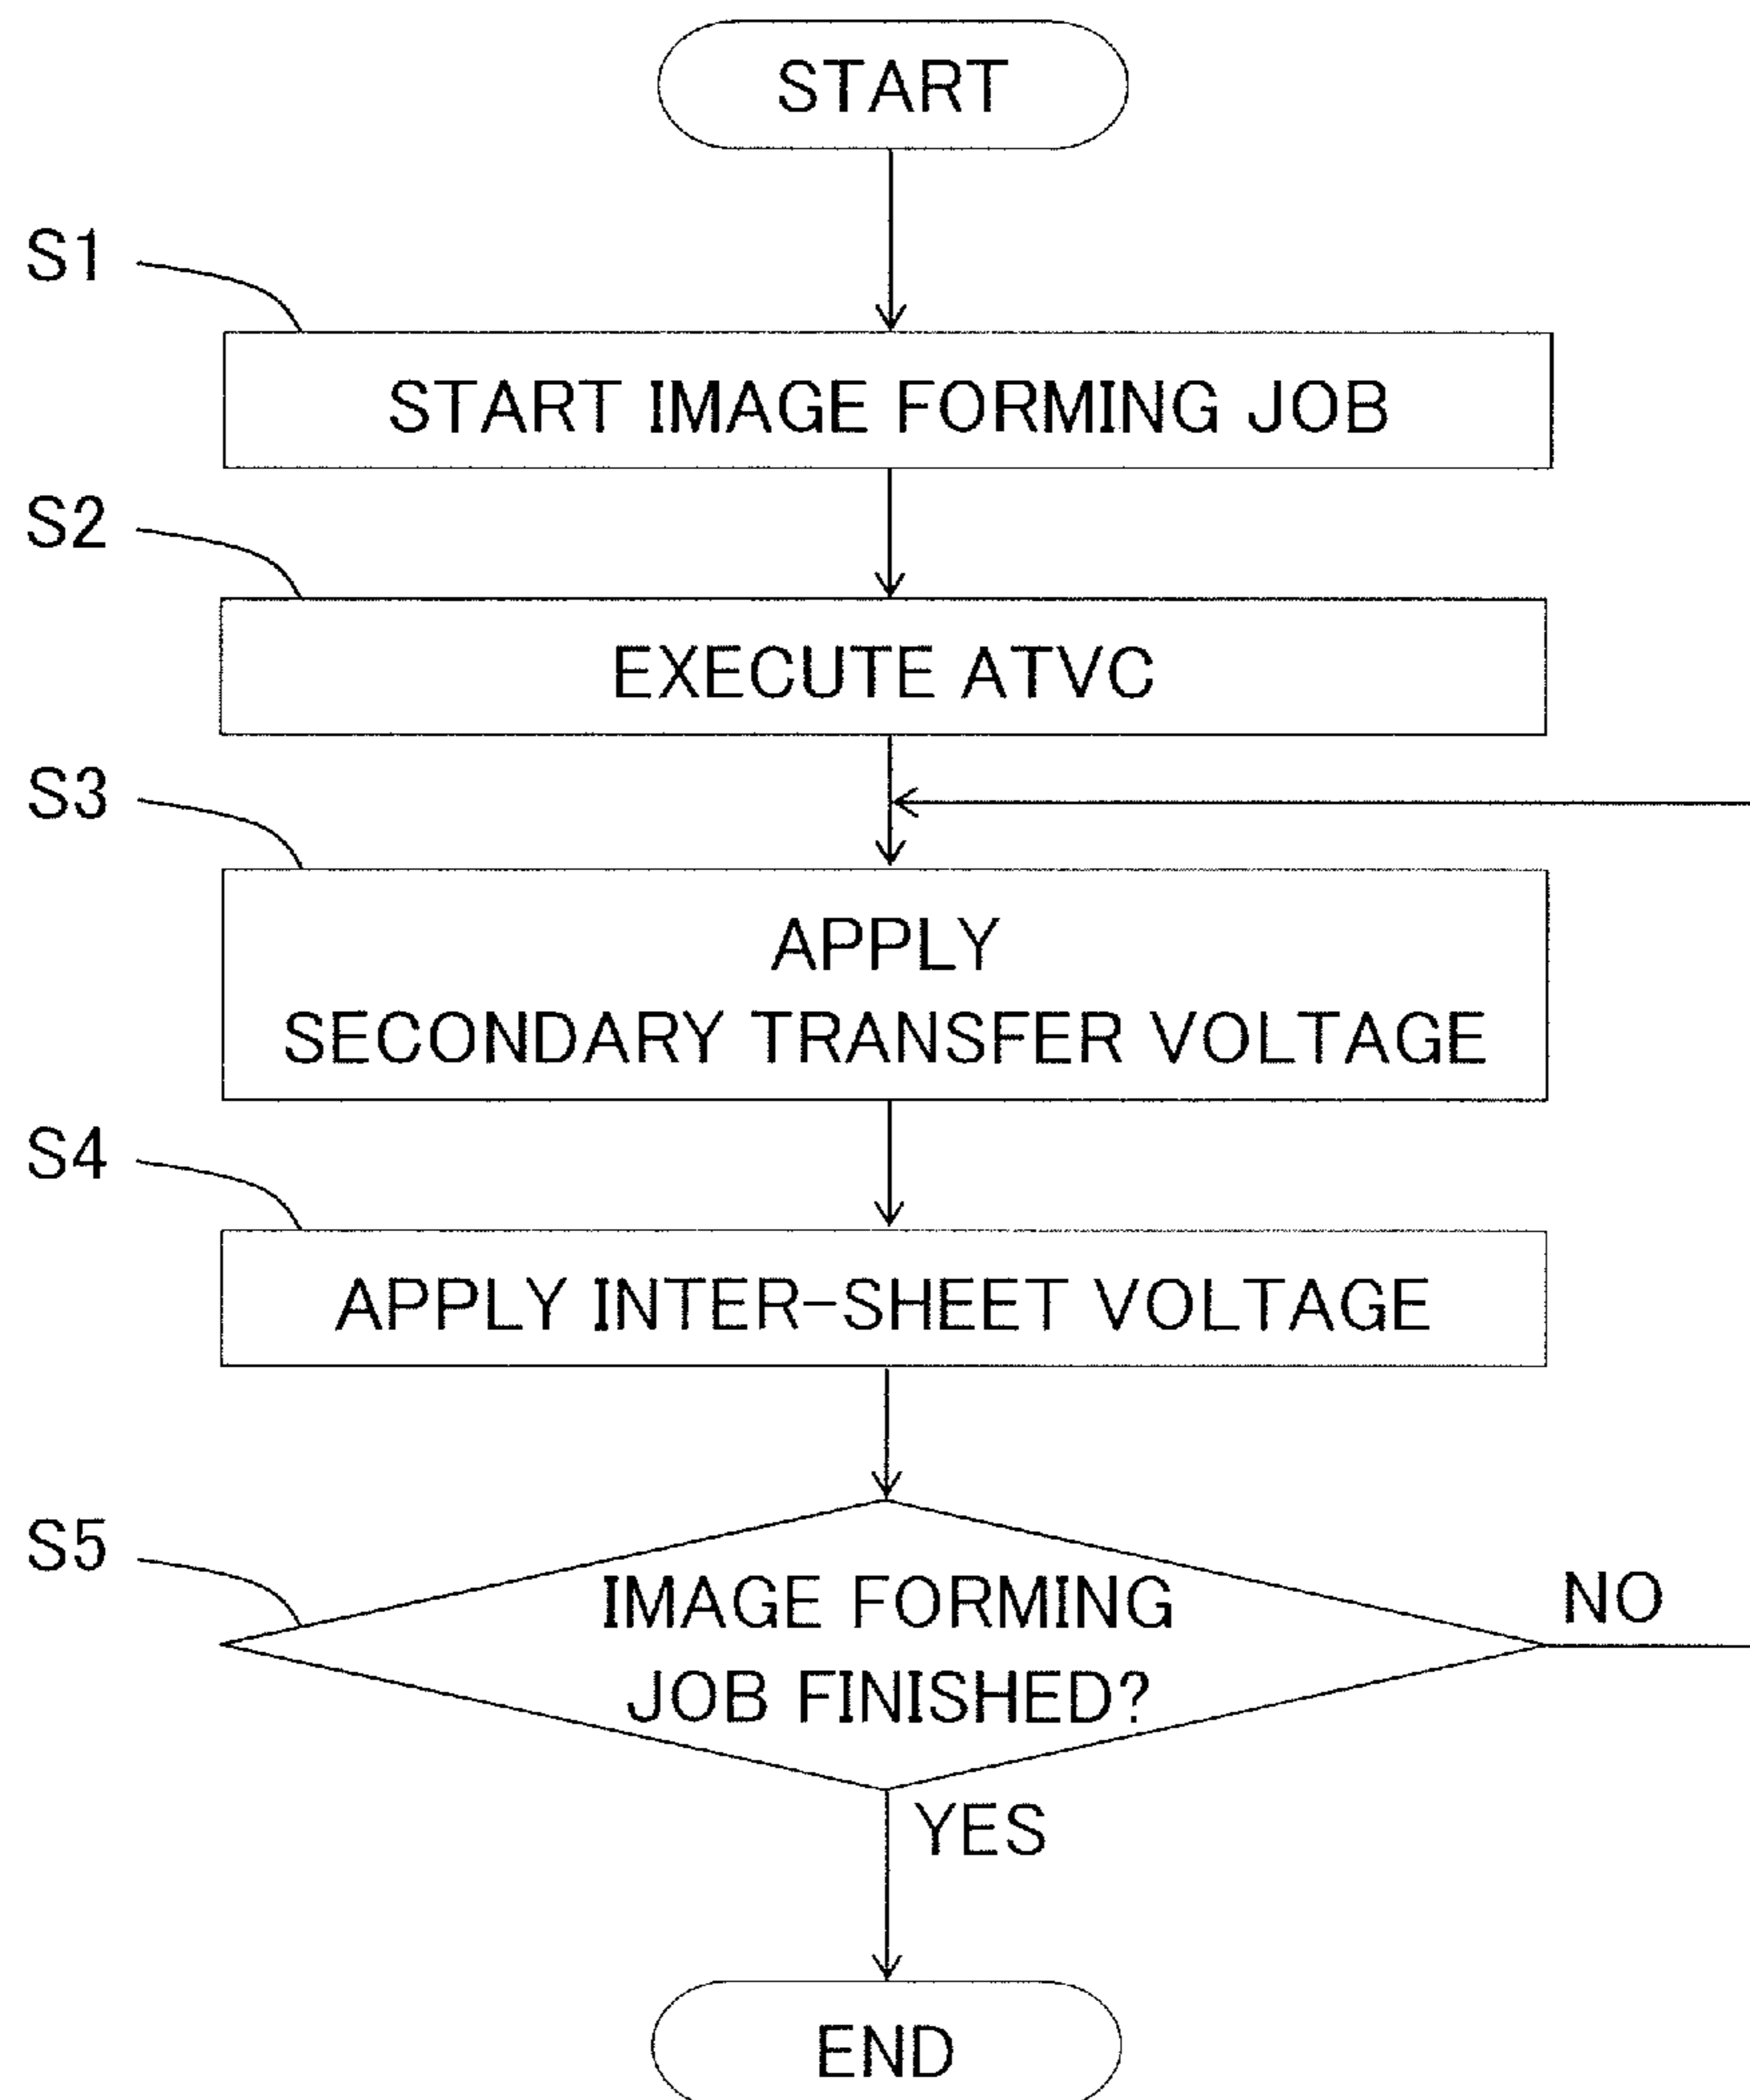 START
S1
START IMAGE FORMING JOB
S2
EXECUTE ATVC
S3
APPLY
SECONDARY TRANSFER VOLTAGE
S4
APPLY INTER-SHEET VOLTAGE
S5
IMAGE FORMING
JOB FINISHED?
NO
YES
END